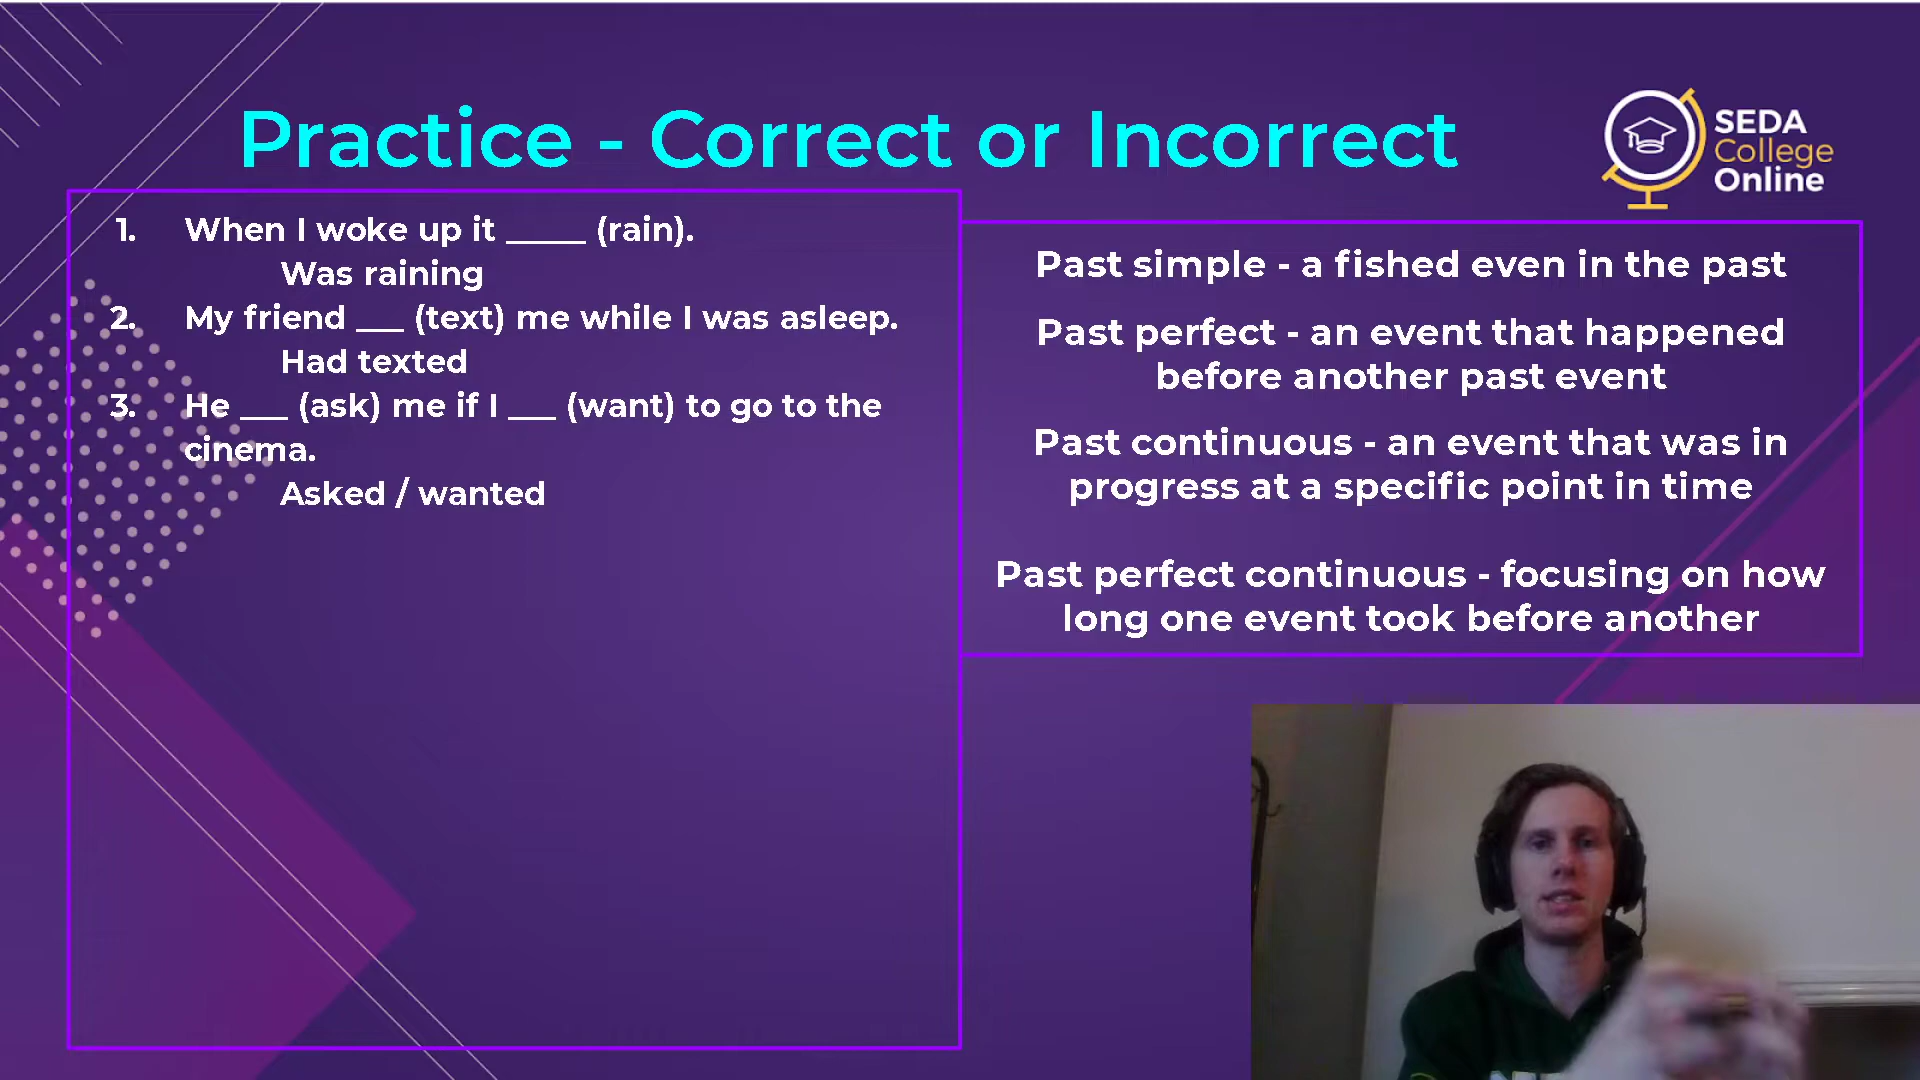 Practice - Correct or Incorrect
SEDA
College
Online
1. When I woke up it _____ (rain).
Was raining
2. My friend ___ (text) me while I was asleep.
Had texted
3. He ___ (ask) me if I ___ (want) to go to the
cinema.
Asked / wanted
Past simple - a fished even in the past
Past perfect - an event that happened
before another past event
Past continuous - an event that was in
progress at a specific point in time
Past perfect continuous - focusing on how
long one event took before another